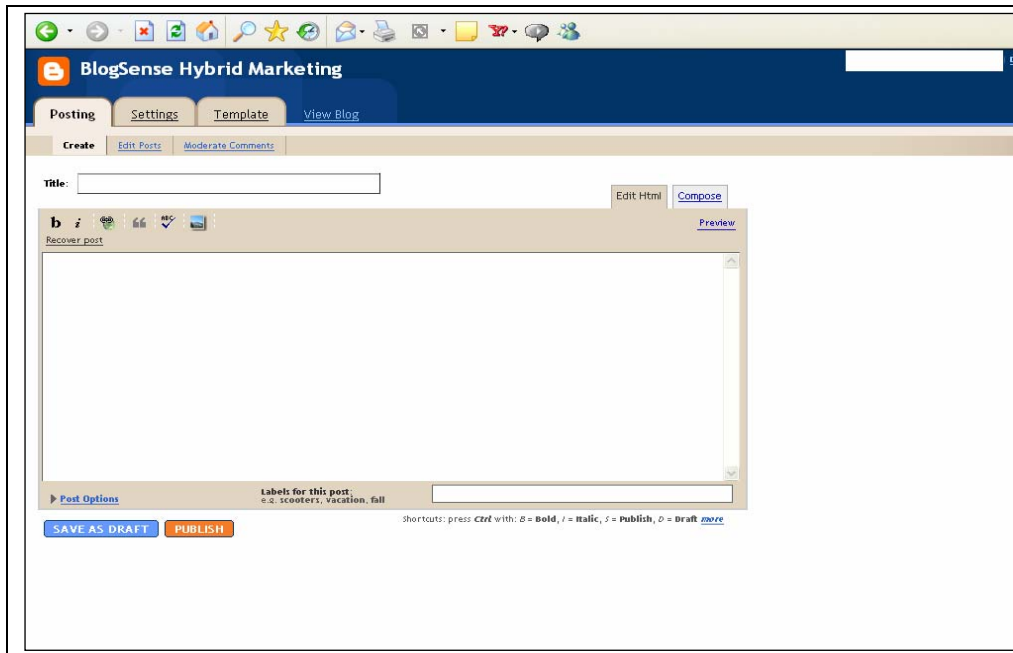 BlogSense Hybrid Marketing
Posting Settings Template View Blog
Create Edit Posts Moderate Comments
Title:
Edit Html Compose
b i ABC Preview
Recover post
Post Options Labels for this post:
e.g. scooters, vacation, fall
Shortcuts: press Ctrl with: B = Bold, I = Italic, S = Publish, D = Draft more
SAVE AS DRAFT PUBLISH